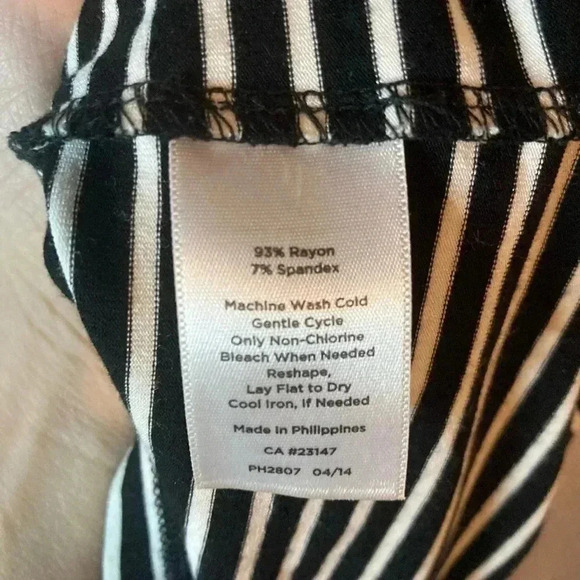 93% Rayon
7% Spandex
Machine Wash Cold
Gentle Cycle
Only Non-Chlorine
Bleach When Needed
Reshape,
Lay Flat to Dry
Cool Iron, If Needed
Made in Philippines
CA #23147
PH2807 04/14